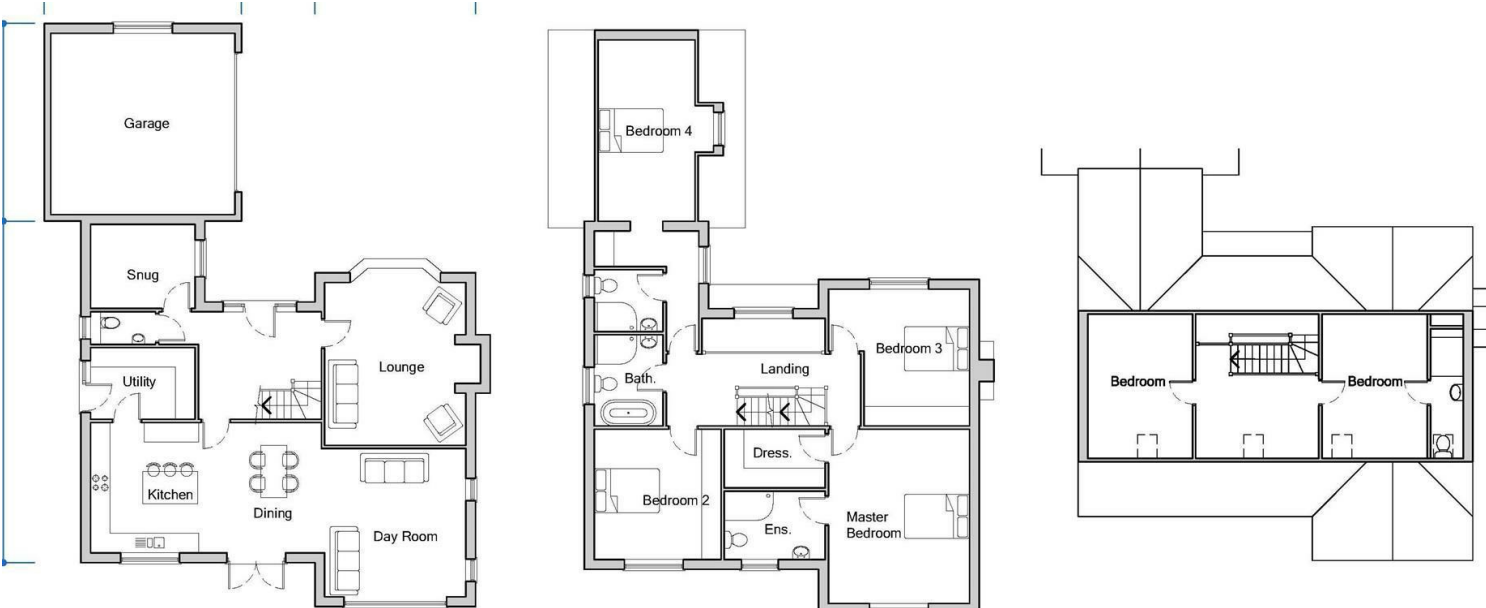 Garage
Snug
Utility
Lounge
Kitchen
Dining
Day Room
Bedroom 4
Bath.
Landing
Bedroom 3
Dress.
Bedroom 2
Ens.
Master
Bedroom
Bedroom
Bedroom